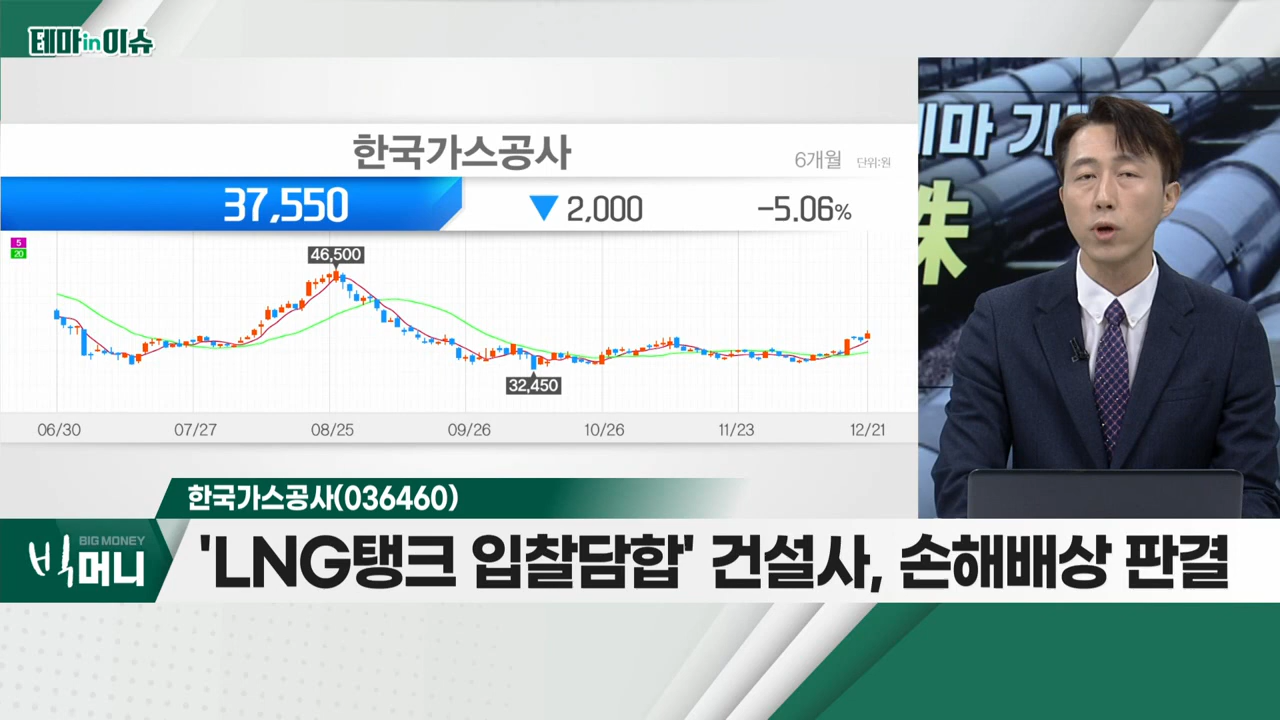 테마in이슈
한국가스공사
6개월 단위:원
37,550 ▼2,000 -5.06%
5
20
46,500
32,450
06/30 07/27 08/25 09/26 10/26 11/23 12/21
테마
株
한국가스공사(036460)
BIG MONEY
빅머니
'LNG탱크 입찰담합' 건설사, 손해배상 판결